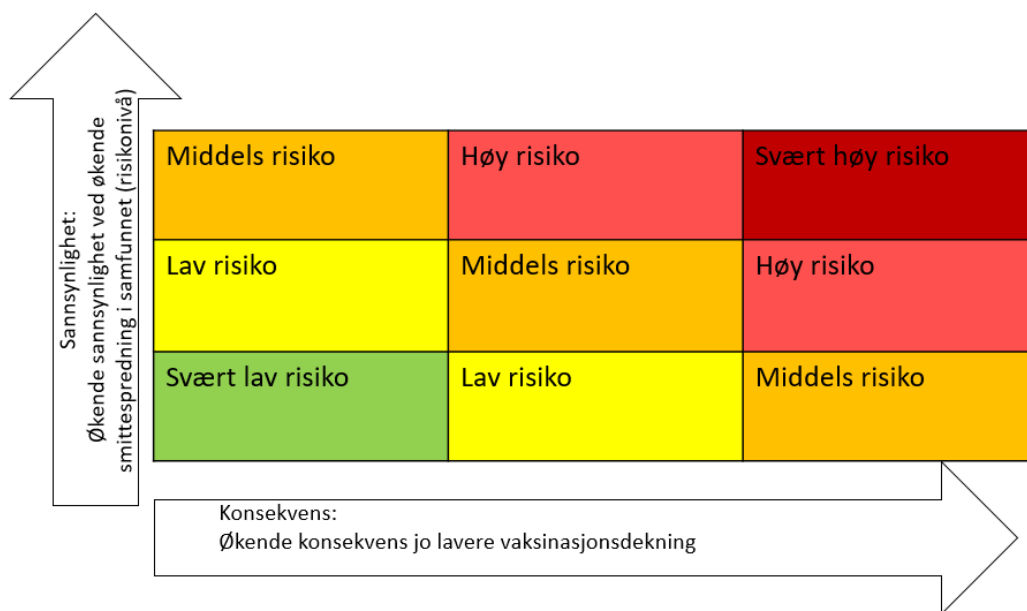 Sannsynlighet:
Økende sannsynlighet ved økende
smittespredning i samfunnet (risikonivå)
Middels risiko
Høy risiko
Svært høy risiko
Lav risiko
Middels risiko
Høy risiko
Svært lav risiko
Lav risiko
Middels risiko
Konsekvens:
Økende konsekvens jo lavere vaksinasjonsdekning